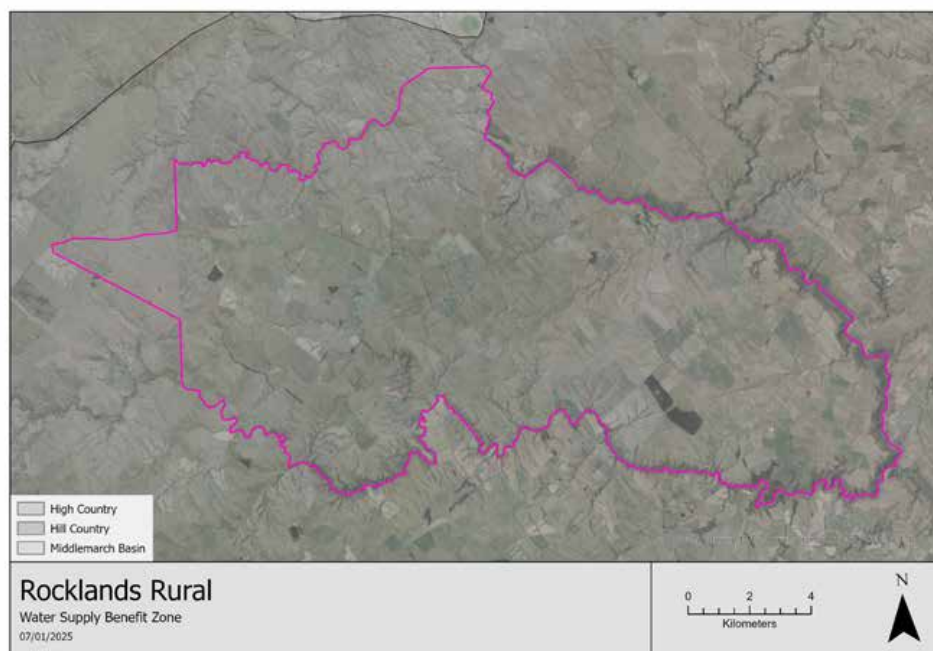 High Country
Hill Country
Middlemarch Basin
Rocklands Rural
Water Supply Benefit Zone
07/01/2025
0 2 4
Kilometers
N